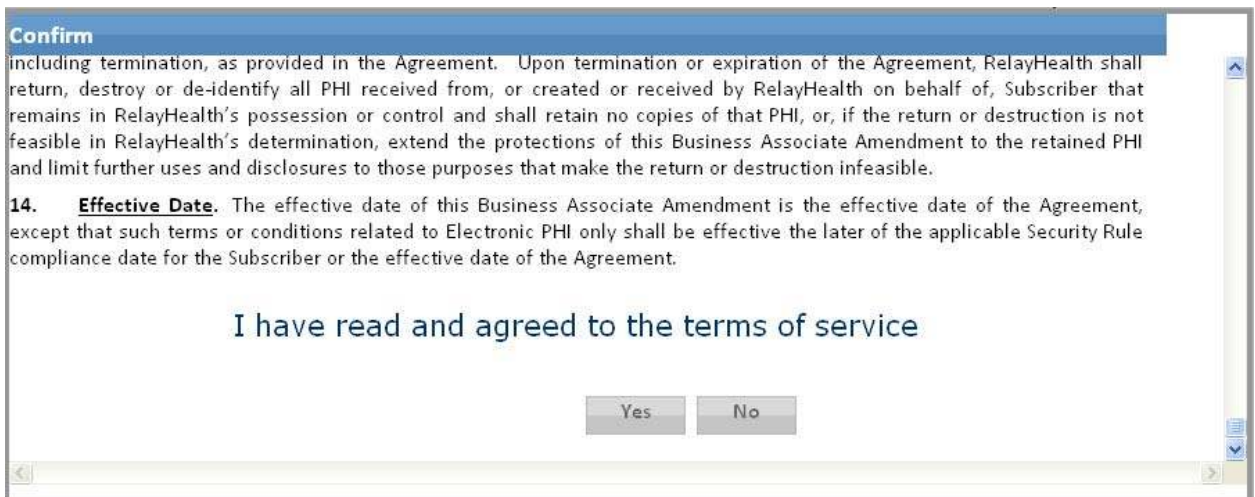 Confirm
including termination, as provided in the Agreement. Upon termination or expiration of the Agreement, RelayHealth shall
return, destroy or de-identify all PHI received from, or created or received by RelayHealth on behalf of, Subscriber that
remains in RelayHealth's possession or control and shall retain no copies of that PHI, or, if the return or destruction is not
feasible in RelayHealth's determination, extend the protections of this Business Associate Amendment to the retained PHI
and limit further uses and disclosures to those purposes that make the return or destruction infeasible.
14. Effective Date. The effective date of this Business Associate Amendment is the effective date of the Agreement,
except that such terms or conditions related to Electronic PHI only shall be effective the later of the applicable Security Rule
compliance date for the Subscriber or the effective date of the Agreement.
I have read and agreed to the terms of service
Yes No